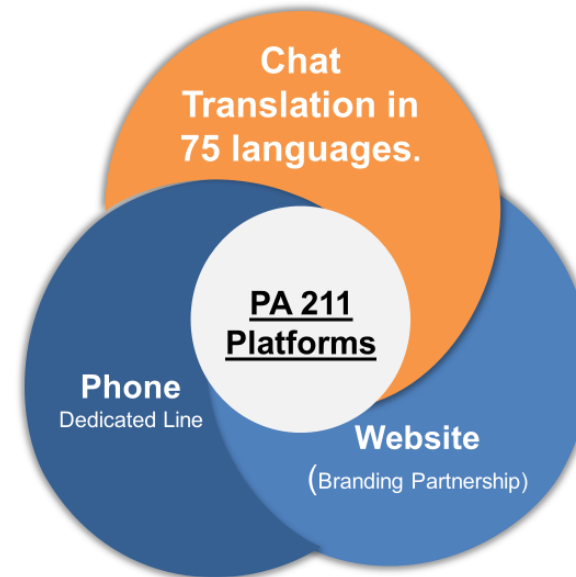 Chat
Translation in
75 languages.
PA 211
Platforms
Phone
Dedicated Line
Website
(Branding Partnership)